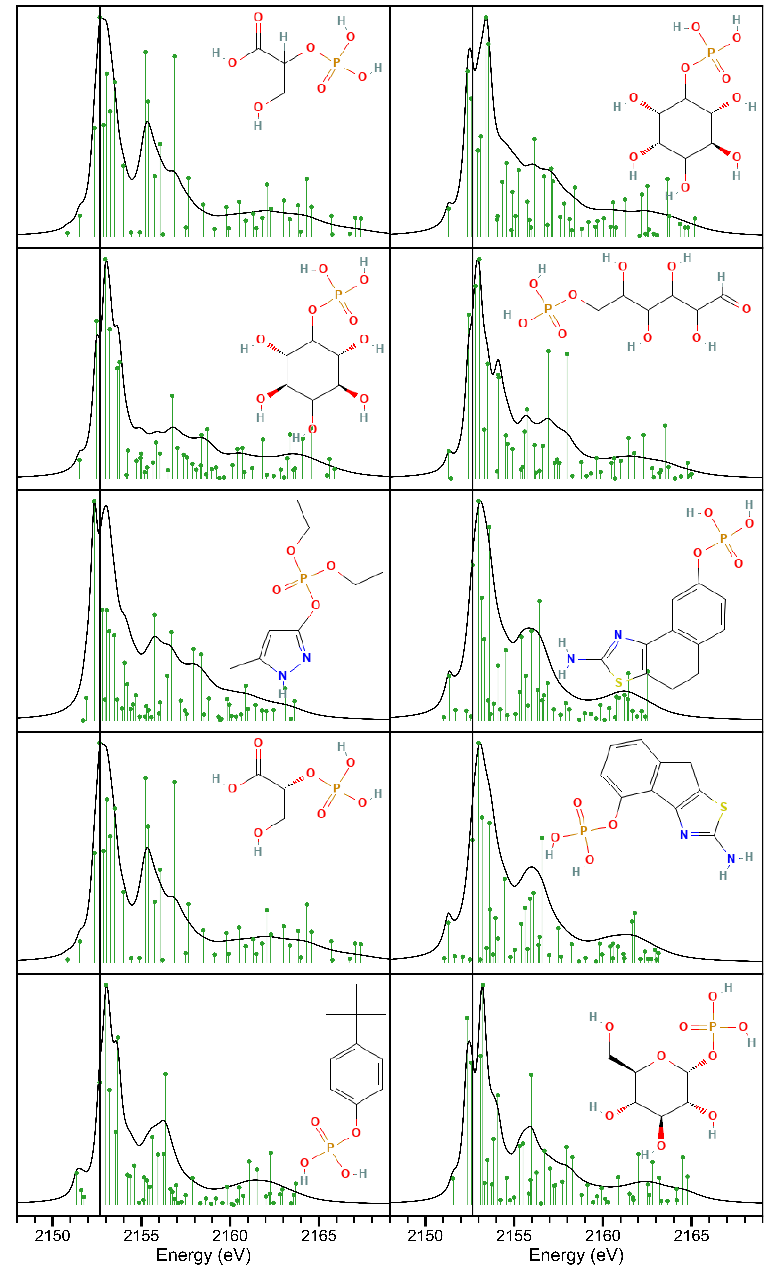 O H O H
H O P O H
H O O
H
H O O H
P
O O
H O O H
H O O H
H O H
H O O H
P
O O
H O O H
O O
H H
H O
H O O H H
O O P O O
H O O O
H H
O
O P O
O
N
N
H
H O O H
P
O O
H N N
H S
O H O H
H O P O H
H O O
H
O S
H O P O N N H
O H
H
O
O P
O O H
H
O H
H O O P O H
O O
H O O H
O
H
2150 2155 2160 2165 2150 2155 2160 2165
Energy (eV) Energy (eV)